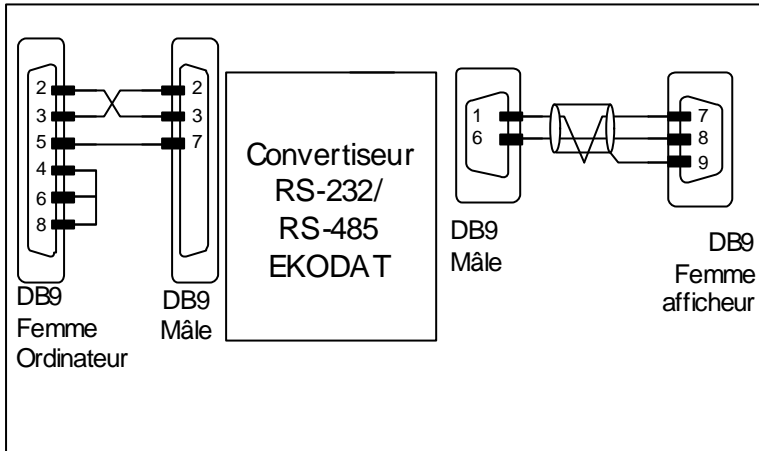 2
3
5
4
6
8
DB9
Femme
Ordinateur
2
3
7
DB9
Mâle
Convertiseur
RS-232/
RS-485
EKODAT
1
6
DB9
Mâle
7
8
9
DB9
Femme
afficheur